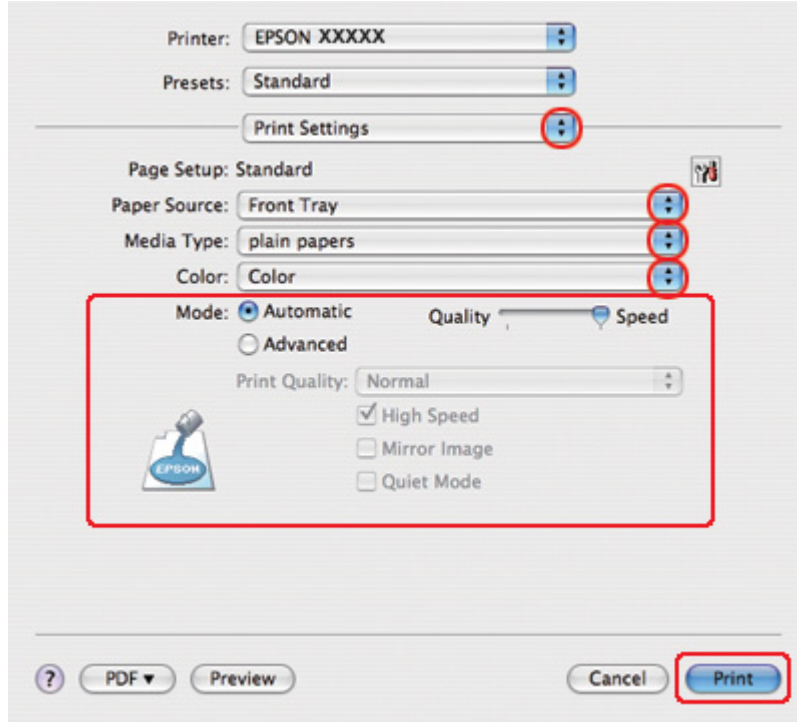 Printer: EPSON XXXXX
Presets: Standard
Print Settings
Page Setup: Standard
Paper Source: Front Tray
Media Type: plain papers
Color: Color
Mode: Automatic Quality Speed
Advanced
Print Quality: Normal
High Speed
Mirror Image
EPSON
Quiet Mode
? PDF Preview Cancel Print